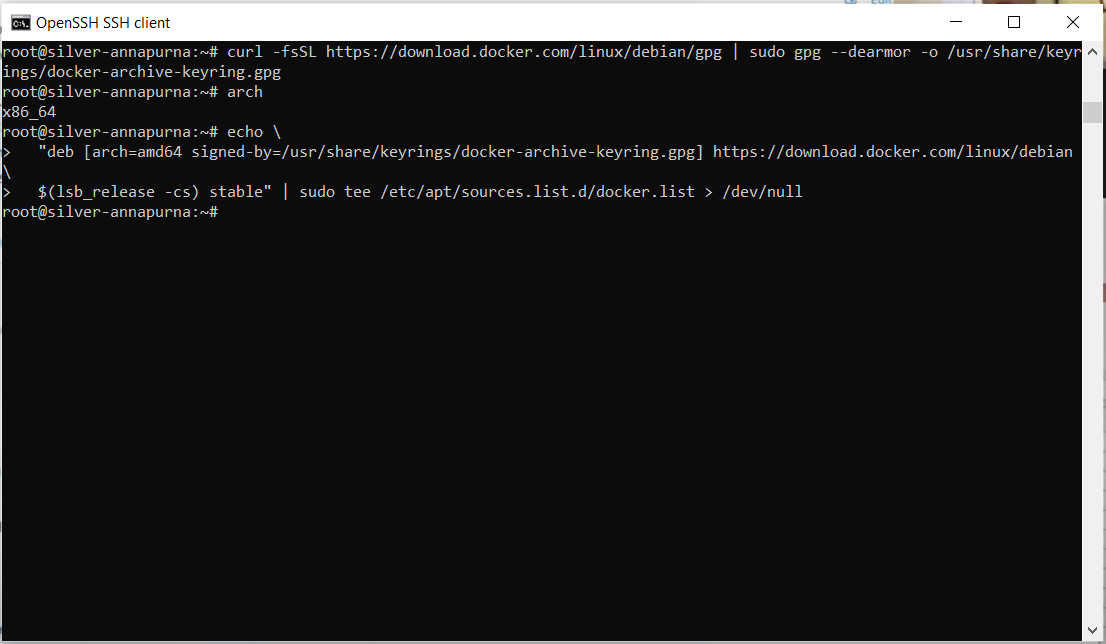 OpenSSH SSH client
root@silver-annapurna:~# curl -fsSL https://download.docker.com/linux/debian/gpg | sudo gpg --dearmor -o /usr/share/keyr
ings/docker-archive-keyring.gpg
root@silver-annapurna:~# arch
x86_64
root@silver-annapurna:~# echo \
>   "deb [arch=amd64 signed-by=/usr/share/keyrings/docker-archive-keyring.gpg] https://download.docker.com/linux/debian
\
>   $(lsb_release -cs) stable" | sudo tee /etc/apt/sources.list.d/docker.list > /dev/null
root@silver-annapurna:~#